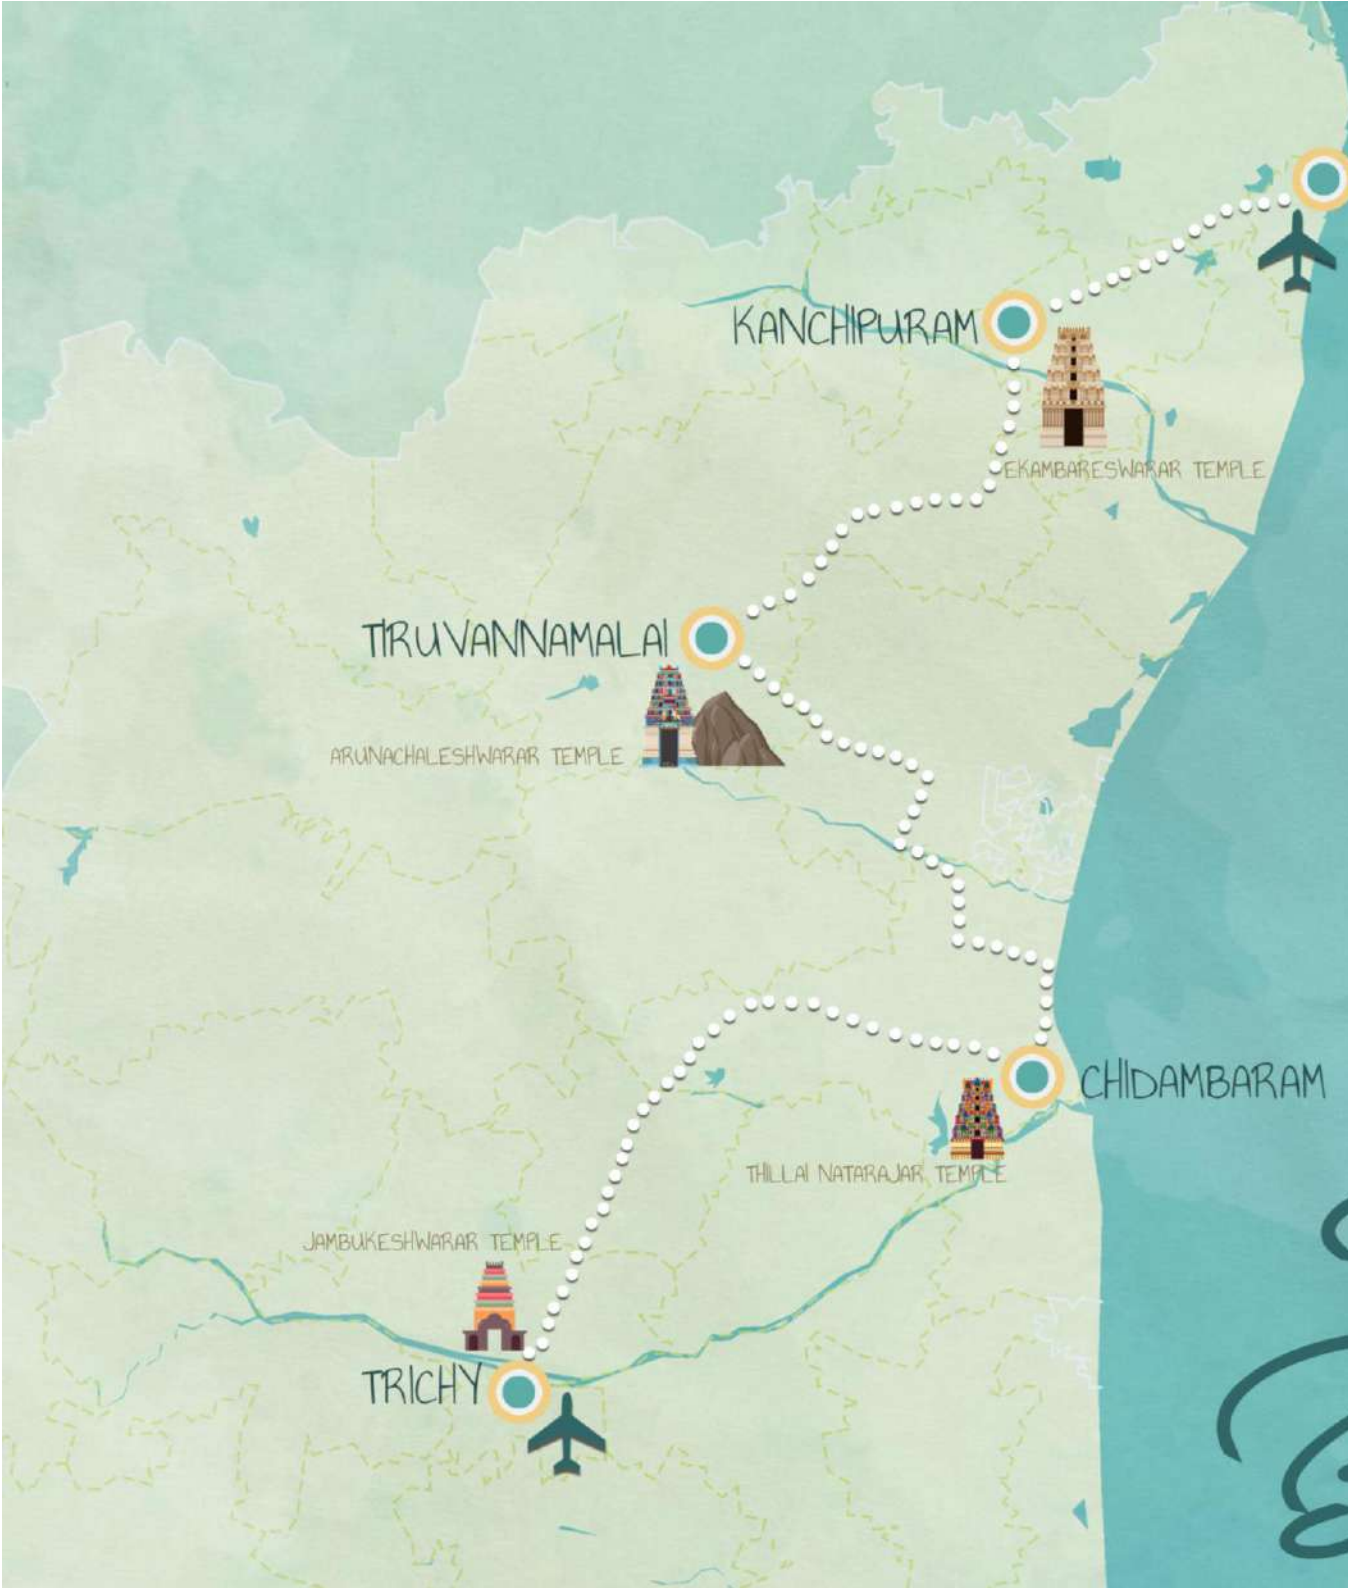 KANCHIPURAM
EKAMBARESWARAR TEMPLE
TIRUVANNAMALAI
ARUNACHALESHWARAR TEMPLE
CHIDAMBARAM
THILLAI NATARAJAR TEMPLE
JAMBUKESHWARAR TEMPLE
TRICHY